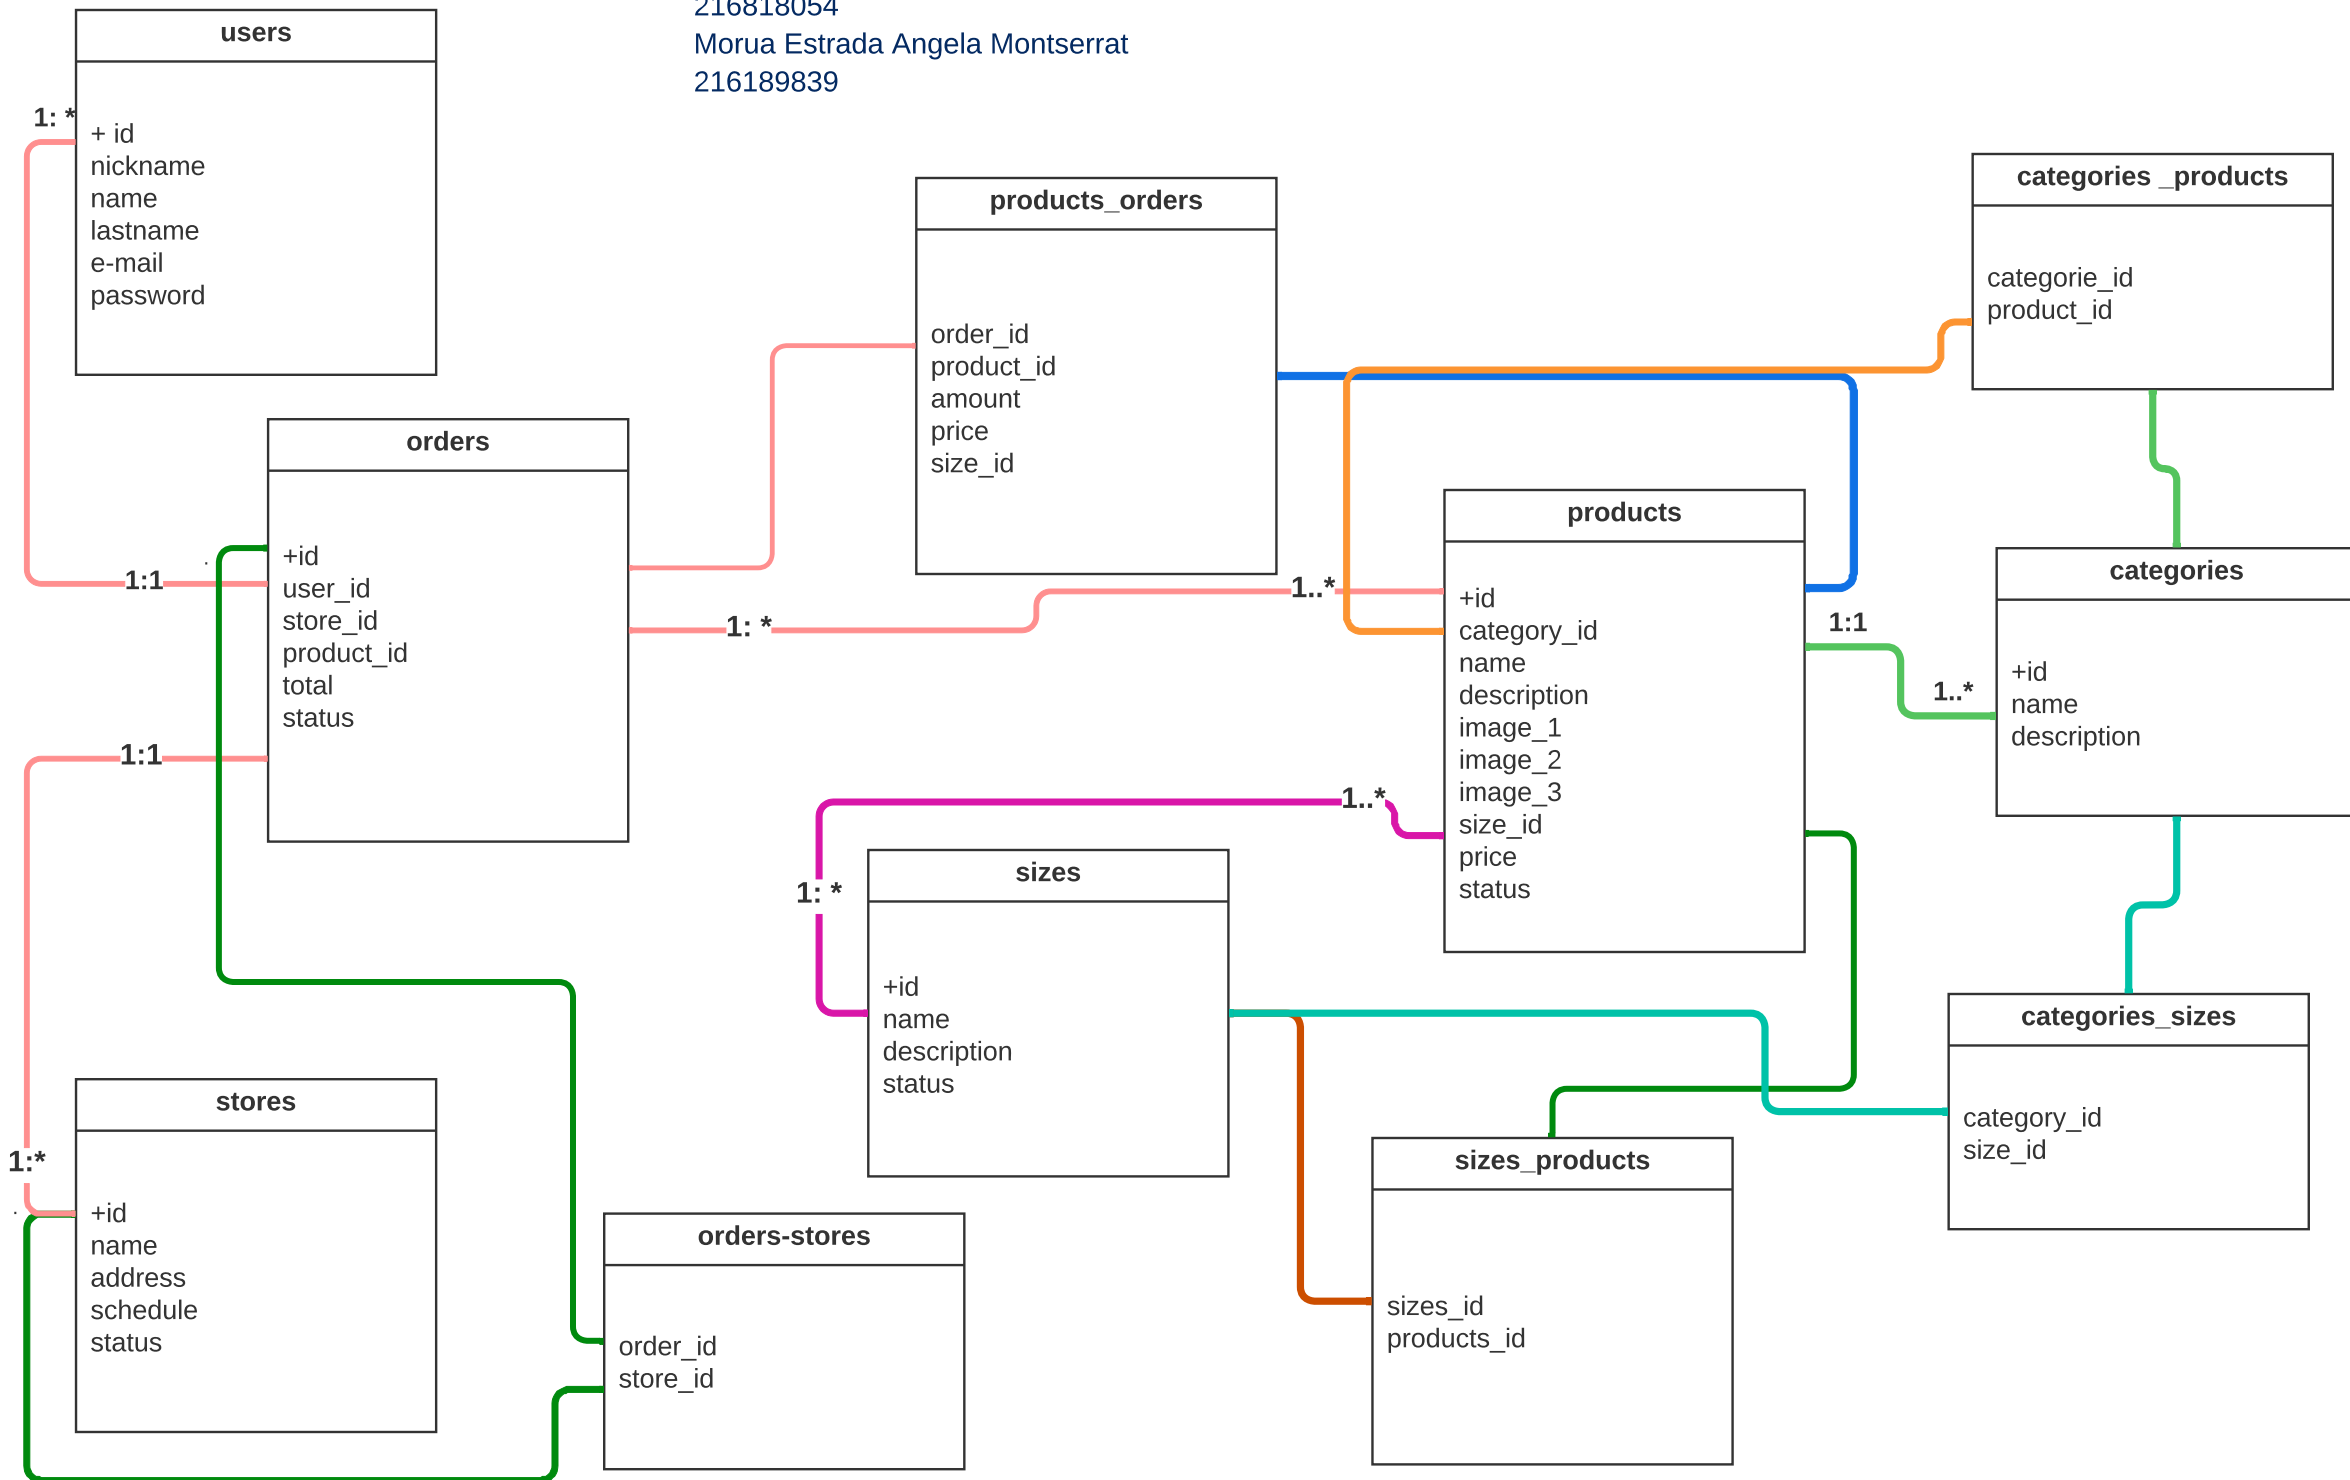 216818054
Morua Estrada Angela Montserrat
216189839
users
1: *
+ id
nickname
name
lastname
e-mail
password
orders
1:1
+id
user_id
store_id
product_id
total
status
1:1
1: *
products_orders
order_id
product_id
amount
price
size_id
1..*
products
+id
category_id
name
description
image_1
image_2
image_3
size_id
price
status
categories _products
categorie_id
product_id
1:1
1..*
categories
+id
name
description
1..*
1: *
sizes
+id
name
description
status
categories_sizes
category_id
size_id
sizes_products
sizes_id
products_id
stores
1:*
+id
name
address
schedule
status
orders-stores
order_id
store_id